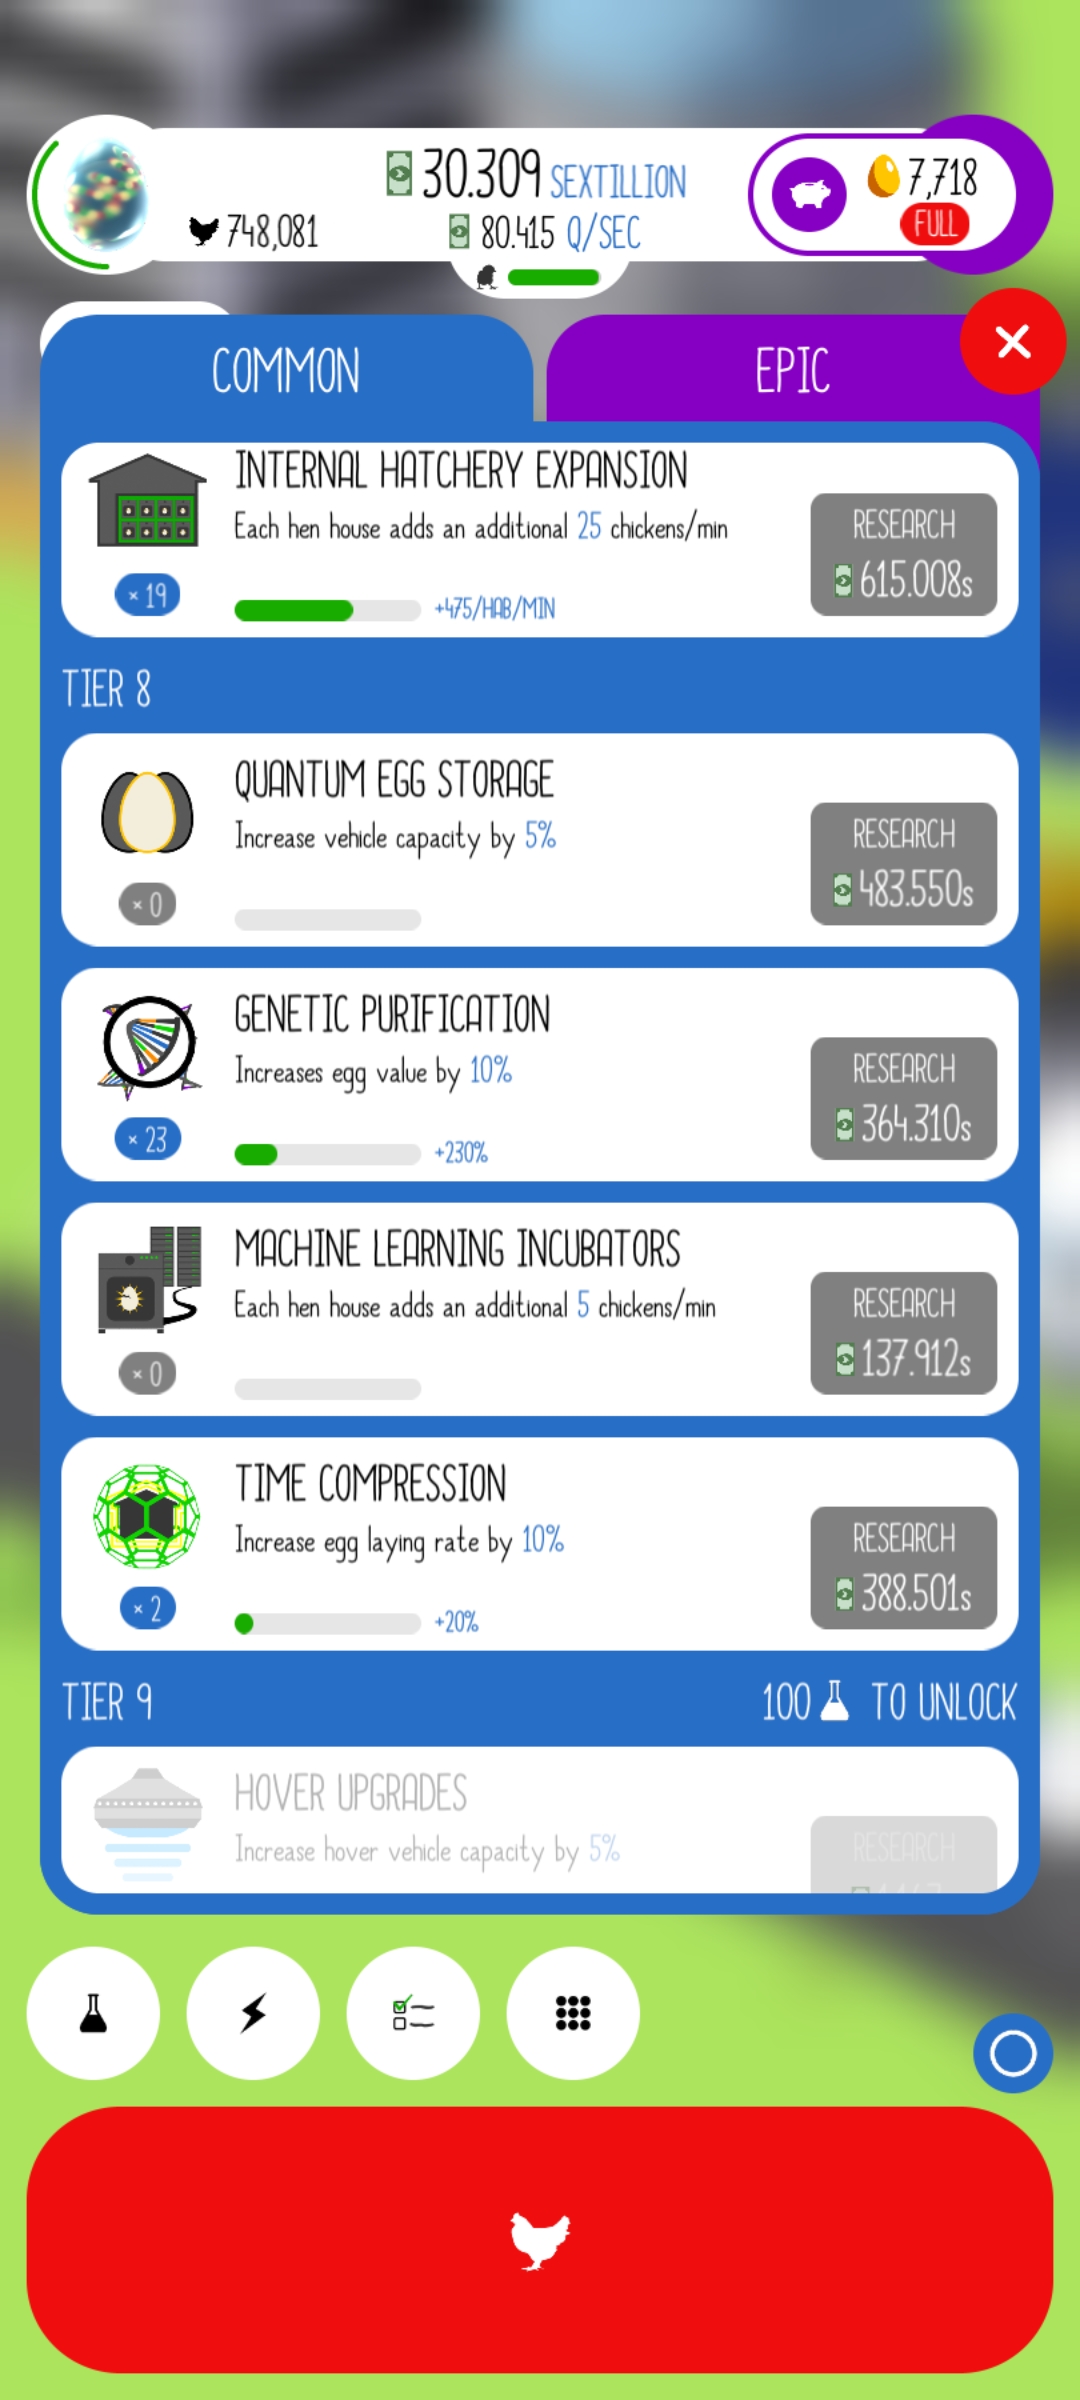 30.309 SEXTILLION
748,081
80.415 Q/SEC
7,718
FULL
COMMON
EPIC
INTERNAL HATCHERY EXPANSION
Each hen house adds an additional 25 chickens/min
RESEARCH
615.008s
× 19
+475/HAB/MIN
TIER 8
QUANTUM EGG STORAGE
Increase vehicle capacity by 5%
RESEARCH
483.550s
× 0
GENETIC PURIFICATION
Increases egg value by 10%
RESEARCH
364.310s
× 23
+230%
MACHINE LEARNING INCUBATORS
Each hen house adds an additional 5 chickens/min
RESEARCH
137.912s
× 0
TIME COMPRESSION
Increase egg laying rate by 10%
RESEARCH
388.501s
× 2
+20%
TIER 9
100 TO UNLOCK
HOVER UPGRADES
Increase hover vehicle capacity by 5%
RESEARCH